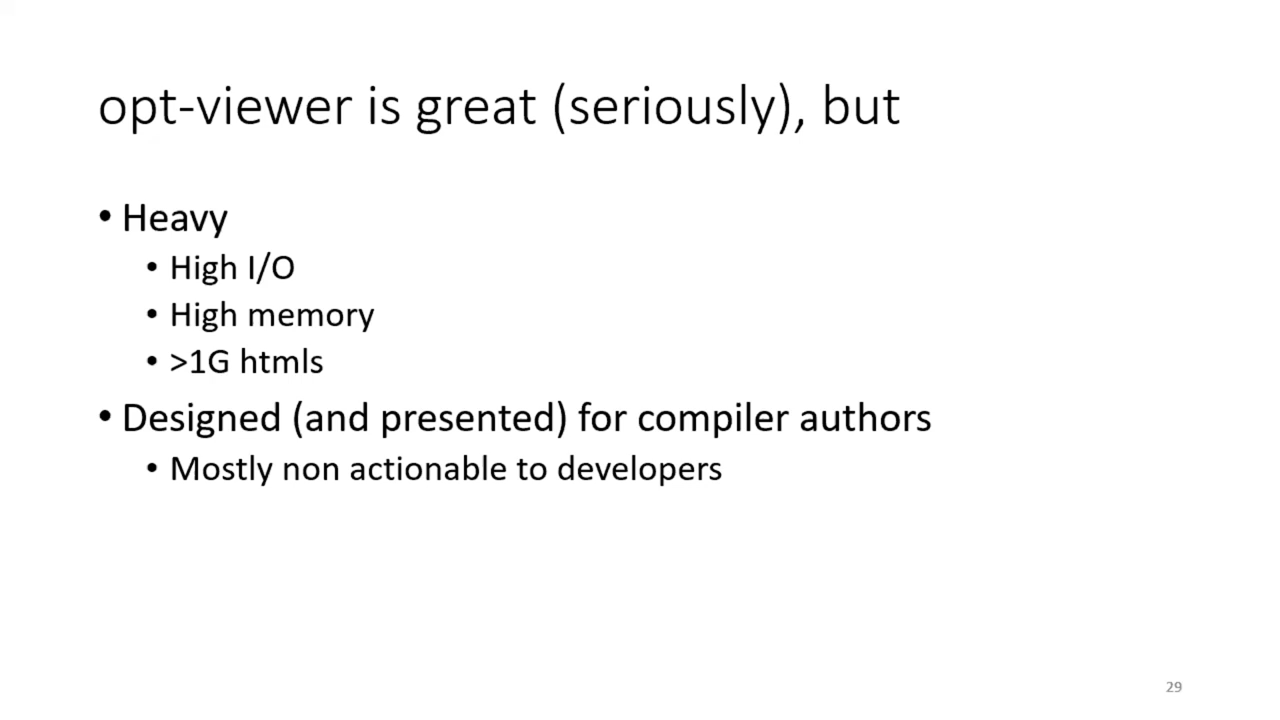 opt-viewer is great (seriously), but
• Heavy
• High I/O
• High memory
• >1G htmls
• Designed (and presented) for compiler authors
• Mostly non actionable to developers
29